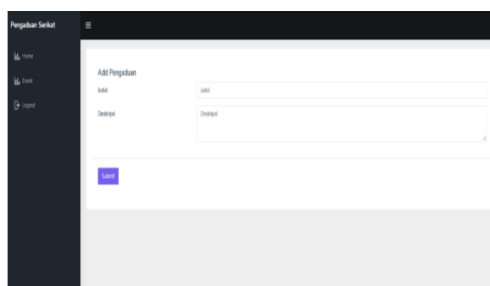 Pengaduan Serikat
Home
Event
Logout
Add Pengaduan
Judul
Judul
Deskripsi
Deskripsi
Submit